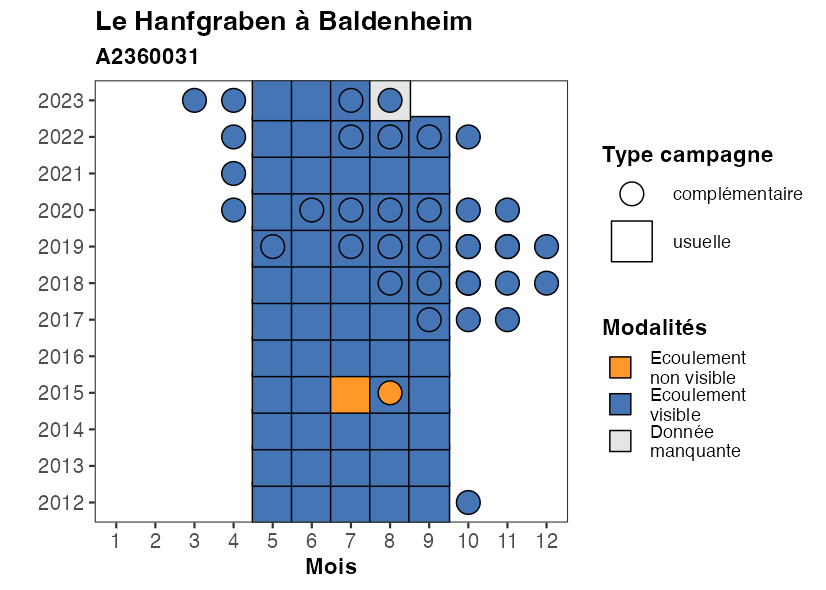 Le Hanfgraben à Baldenheim
A2360031
2023
2022
2021
2020
2019
2018
2017
2016
2015
2014
2013
2012
1 2 3 4 5 6 7 8 9 10 11 12
Mois
Type campagne
complémentaire
usuelle
Modalités
Ecoulement
non visible
Ecoulement
visible
Donnée
manquante